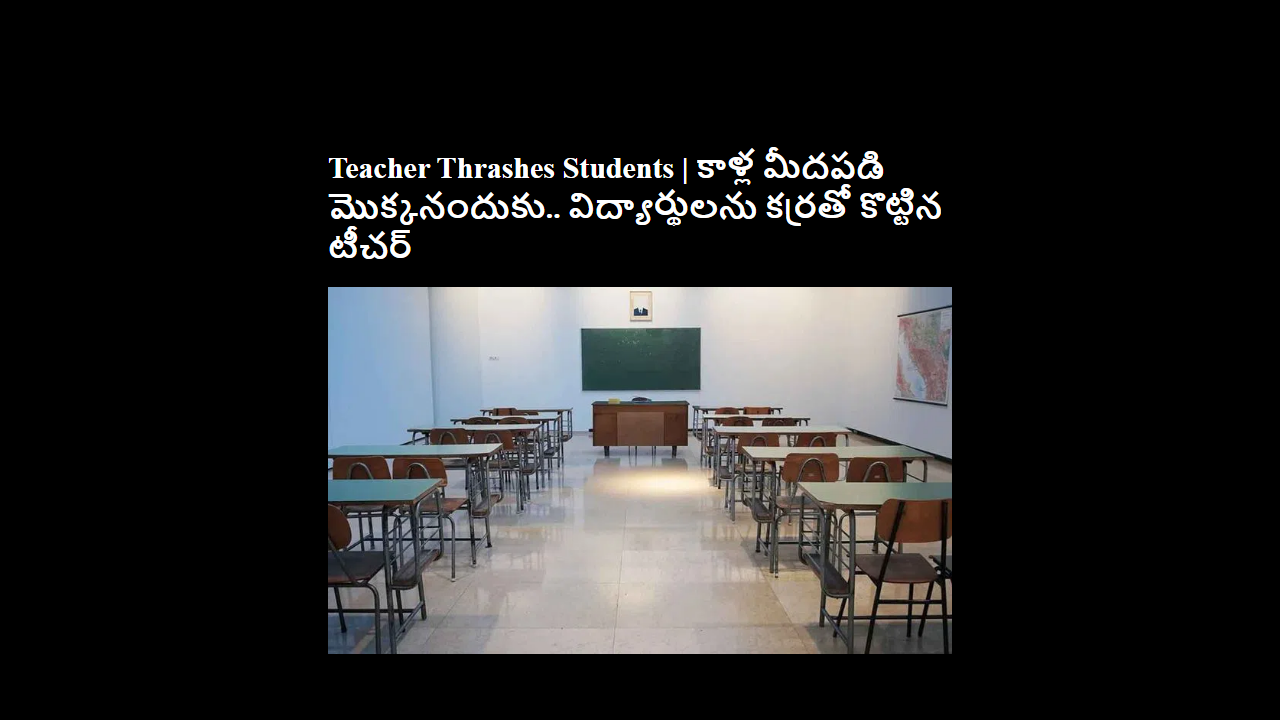 Teacher Thrashes Students | కాళ్ల మీదపడి
మొక్కనందుకు.. విద్యార్థులను కర్రతో కొట్టిన
టీచర్